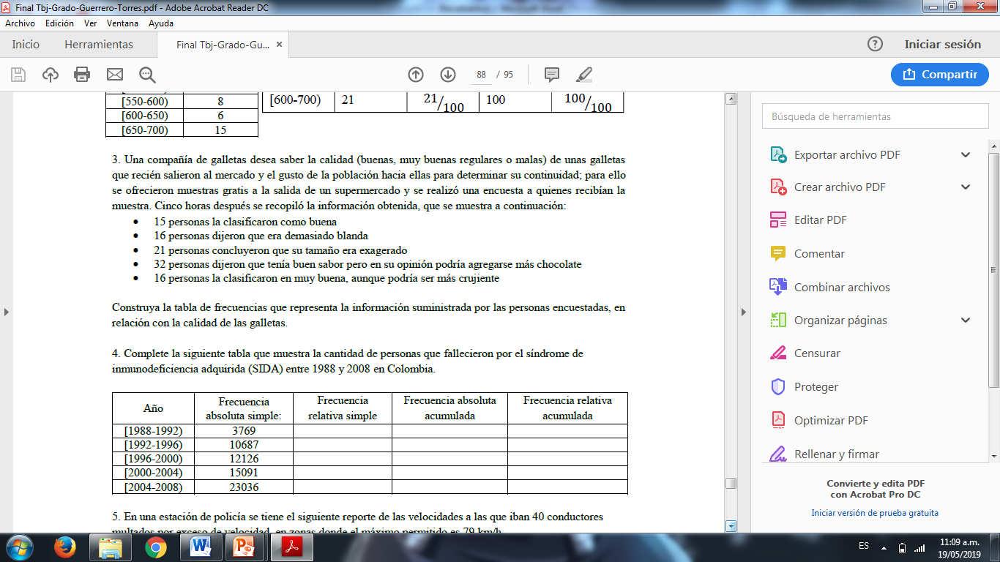 Final Tbj-Grado-Guerrero-Torres.pdf - Adobe Acrobat Reader DC
Archivo Edición Ver Ventana Ayuda
Inicio Herramientas Final Tbj-Grado-Gu... × ? Iniciar sesión
88 / 95 Compartir
[550-600) 8
[600-650) 6
[650-700) 15
[600-700) 21 21/100 100 100/100
3. Una compañía de galletas desea saber la calidad (buenas, muy buenas regulares o malas) de unas galletas
que recién salieron al mercado y el gusto de la población hacia ellas para determinar su continuidad; para ello
se ofrecieron muestras gratis a la salida de un supermercado y se realizó una encuesta a quienes recibían la
muestra. Cinco horas después se recopiló la información obtenida, que se muestra a continuación:
• 15 personas la clasificaron como buena
• 16 personas dijeron que era demasiado blanda
• 21 personas concluyeron que su tamaño era exagerado
• 32 personas dijeron que tenía buen sabor pero en su opinión podría agregarse más chocolate
• 16 personas la clasificaron en muy buena, aunque podría ser más crujiente
Construya la tabla de frecuencias que representa la información suministrada por las personas encuestadas, en
relación con la calidad de las galletas.
4. Complete la siguiente tabla que muestra la cantidad de personas que fallecieron por el síndrome de
inmunodeficiencia adquirida (SIDA) entre 1988 y 2008 en Colombia.
Año Frecuencia absoluta simple: Frecuencia relativa simple Frecuencia absoluta acumulada Frecuencia relativa acumulada
[1988-1992) 3769
[1992-1996) 10687
[1996-2000) 12126
[2000-2004) 15091
[2004-2008) 23036
5. En una estación de policía se tiene el siguiente reporte de las velocidades a las que iban 40 conductores
multados por exceso de velocidad, en zonas donde el máximo permitido es 79 km/h
Búsqueda de herramientas
Exportar archivo PDF
Crear archivo PDF
Editar PDF
Comentar
Combinar archivos
Organizar páginas
Censurar
Proteger
Optimizar PDF
Rellenar y firmar
Convierte y edita PDF
con Acrobat Pro DC
Iniciar versión de prueba gratuita
ES
11:09 a.m.
19/05/2019